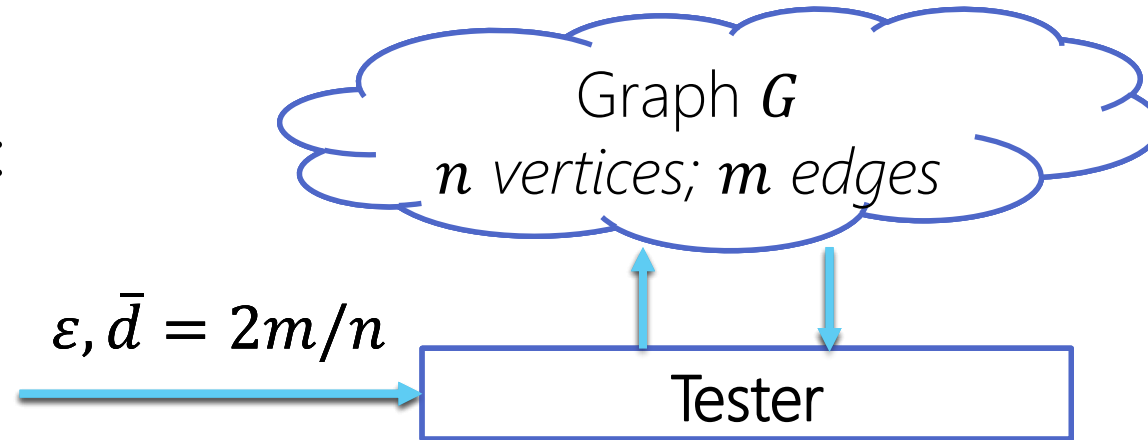 Graph G
n vertices; m edges
:
ε, d̄ = 2m/n
Tester